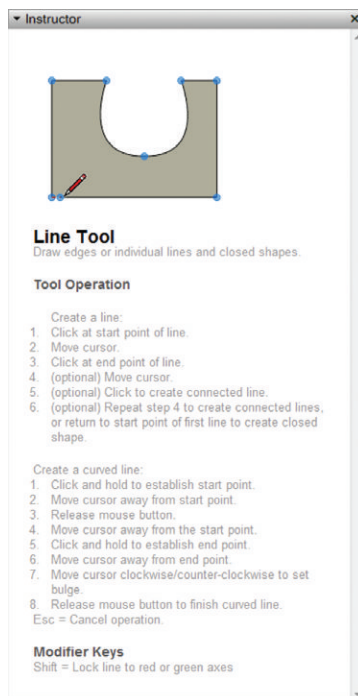 Instructor
Line Tool
Draw edges or individual lines and closed shapes.
Tool Operation
Create a line:
1. Click at start point of line.
2. Move cursor.
3. Click at end point of line.
4. (optional) Move cursor.
5. (optional) Click to create connected line.
6. (optional) Repeat step 4 to create connected lines,
or return to start point of first line to create closed
shape.
Create a curved line:
1. Click and hold to establish start point.
2. Move cursor away from start point.
3. Release mouse button.
4. Move cursor away from the start point.
5. Click and hold to establish end point.
6. Move cursor away from end point.
7. Move cursor clockwise/counter-clockwise to set
bulge.
8. Release mouse button to finish curved line.
Esc = Cancel operation.
Modifier Keys
Shift = Lock line to red or green axes